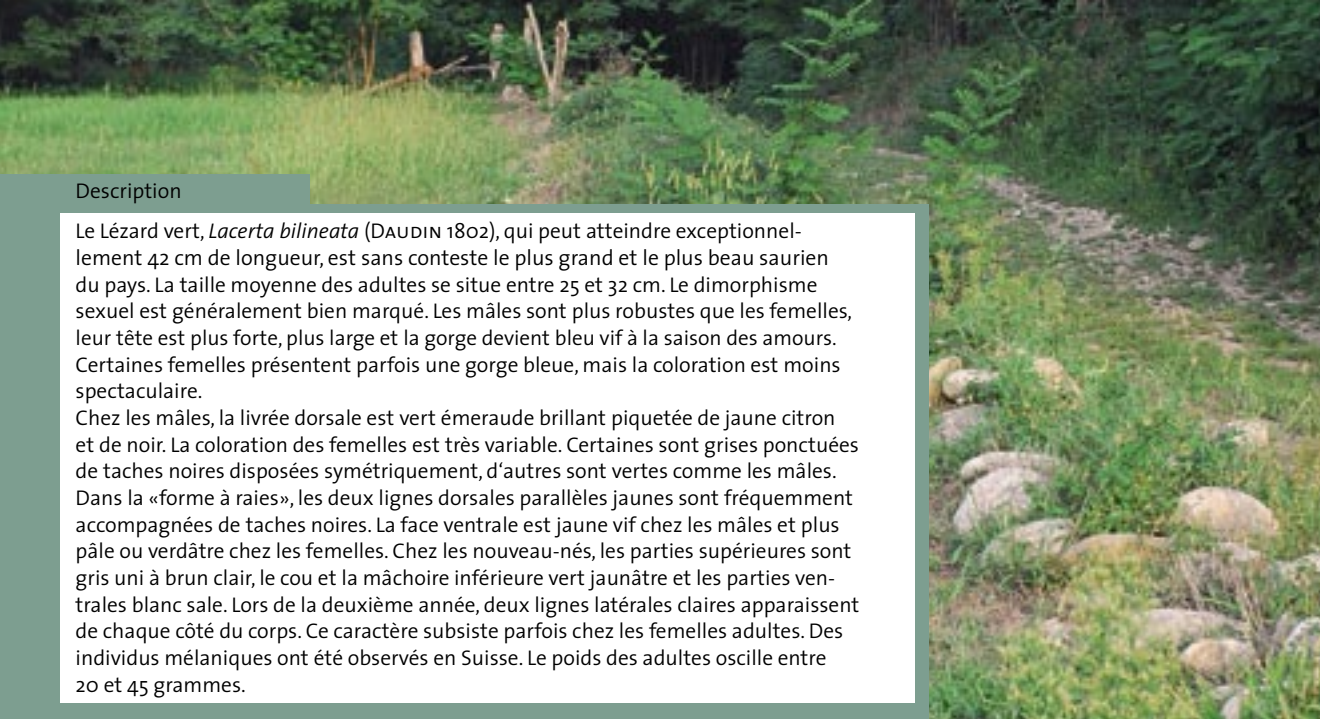 Description
Le Lézard vert, Lacerta bilineata (DAUDIN 1802), qui peut atteindre exceptionnel-
lement 42 cm de longueur, est sans conteste le plus grand et le plus beau saurien
du pays. La taille moyenne des adultes se situe entre 25 et 32 cm. Le dimorphisme
sexuel est généralement bien marqué. Les mâles sont plus robustes que les femelles,
leur tête est plus forte, plus large et la gorge devient bleu vif à la saison des amours.
Certaines femelles présentent parfois une gorge bleue, mais la coloration est moins
spectaculaire.
Chez les mâles, la livrée dorsale est vert émeraude brillant piquetée de jaune citron
et de noir. La coloration des femelles est très variable. Certaines sont grises ponctuées
de taches noires disposées symétriquement, d‘autres sont vertes comme les mâles.
Dans la «forme à raies», les deux lignes dorsales parallèles jaunes sont fréquemment
accompagnées de taches noires. La face ventrale est jaune vif chez les mâles et plus
pâle ou verdâtre chez les femelles. Chez les nouveau-nés, les parties supérieures sont
gris uni à brun clair, le cou et la mâchoire inférieure vert jaunâtre et les parties ven-
trales blanc sale. Lors de la deuxième année, deux lignes latérales claires apparaissent
de chaque côté du corps. Ce caractère subsiste parfois chez les femelles adultes. Des
individus mélaniques ont été observés en Suisse. Le poids des adultes oscille entre
20 et 45 grammes.